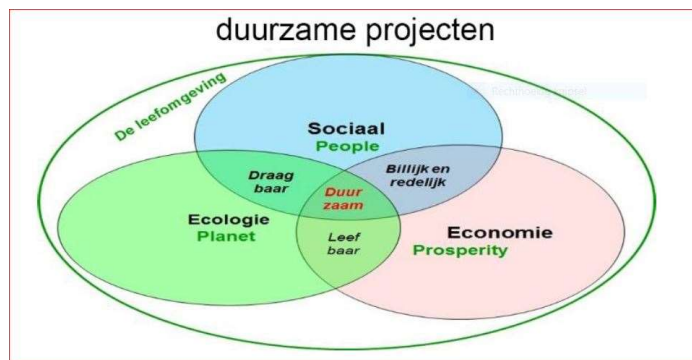 duurzame projecten
De leefomgeving
Sociaal
People
Draag
baar
Billijk en
redelijk
Duur
zaam
Ecologie
Planet
Economie
Prosperity
Leef
baar